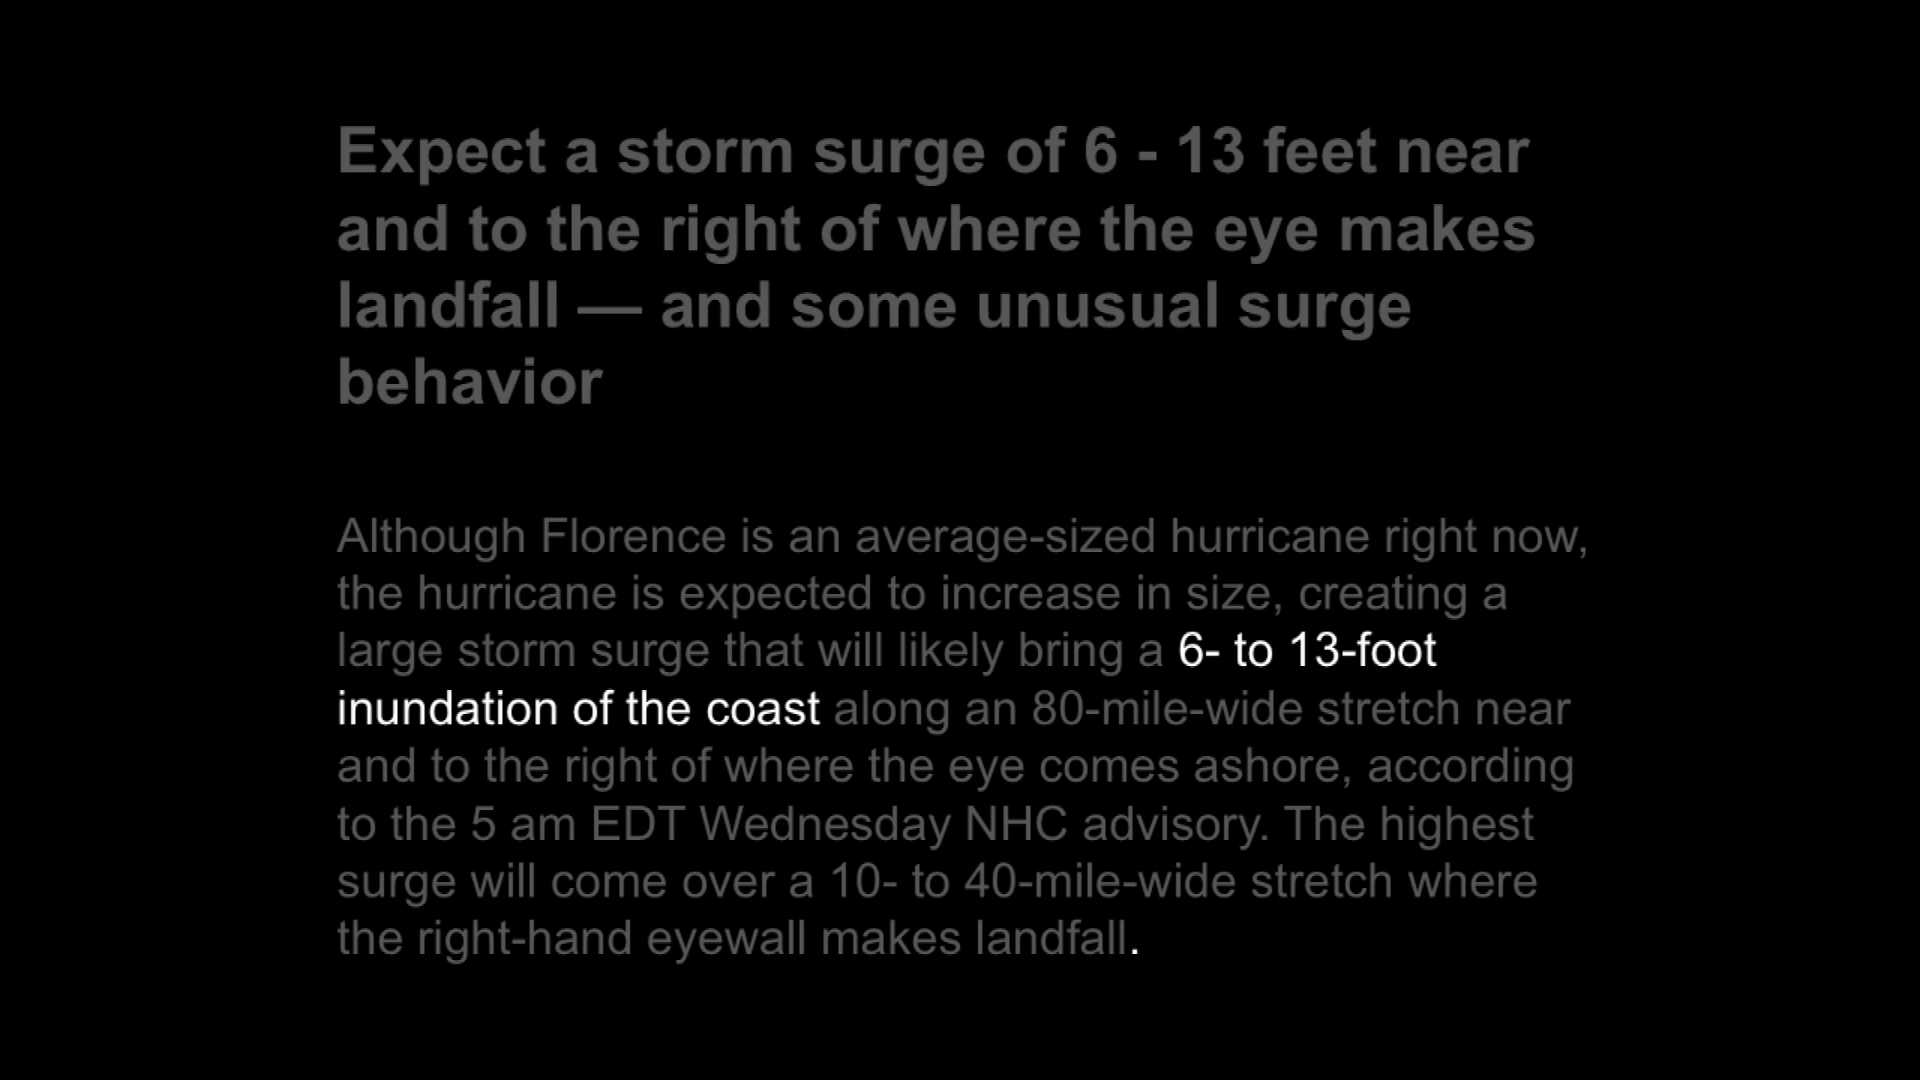 Expect a storm surge of 6 - 13 feet near
and to the right of where the eye makes
landfall — and some unusual surge
behavior
Although Florence is an average-sized hurricane right now,
the hurricane is expected to increase in size, creating a
large storm surge that will likely bring a 6- to 13-foot
inundation of the coast along an 80-mile-wide stretch near
and to the right of where the eye comes ashore, according
to the 5 am EDT Wednesday NHC advisory. The highest
surge will come over a 10- to 40-mile-wide stretch where
the right-hand eyewall makes landfall.